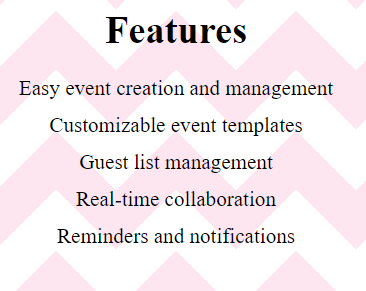 Features
Easy event creation and management
Customizable event templates
Guest list management
Real-time collaboration
Reminders and notifications